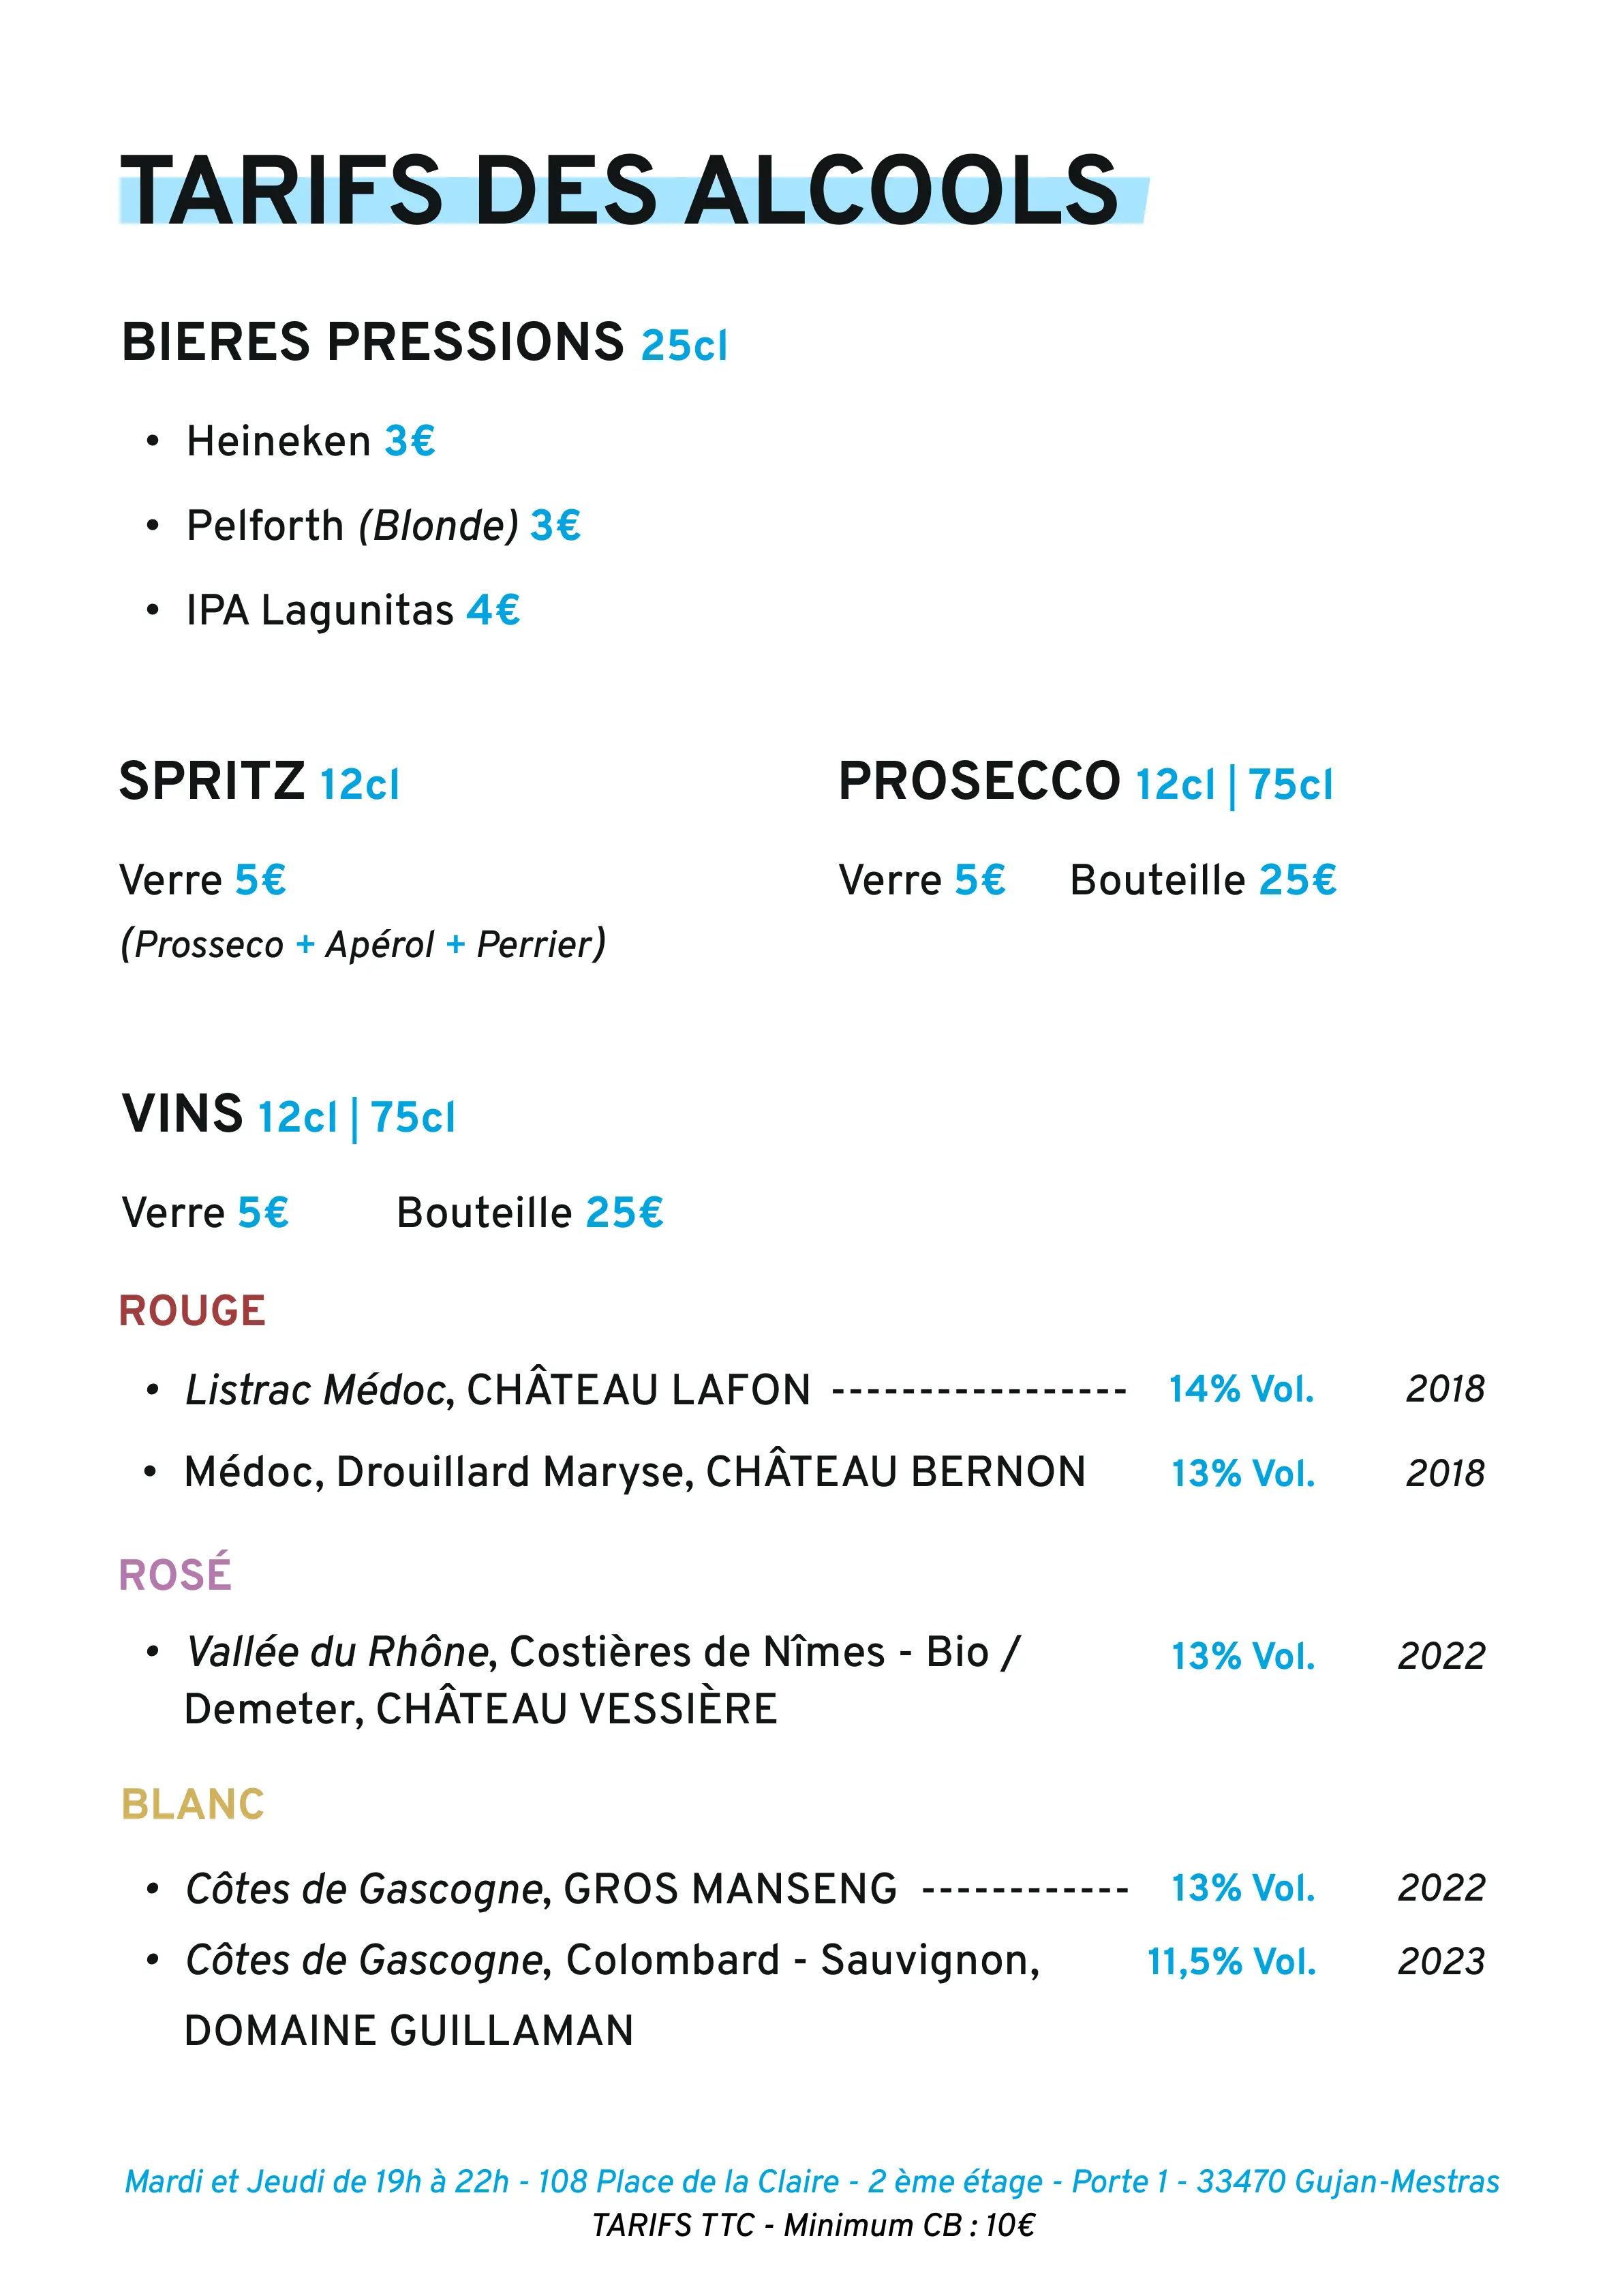 TARIFS DES ALCOOLS
BIERES PRESSIONS 25cl
• Heineken 3€
• Pelforth (Blonde) 3€
• IPA Lagunitas 4€
SPRITZ 12cl
Verre 5€
(Prosseco + Apérol + Perrier)
PROSECCO 12cl | 75cl
Verre 5€ Bouteille 25€
VINS 12cl | 75cl
Verre 5€ Bouteille 25€
ROUGE
• Listrac Médoc, CHÂTEAU LAFON ----------------- 14% Vol. 2018
• Médoc, Drouillard Maryse, CHÂTEAU BERNON 13% Vol. 2018
ROSÉ
• Vallée du Rhône, Costières de Nîmes - Bio / 13% Vol. 2022
Demeter, CHÂTEAU VESSIÈRE
BLANC
• Côtes de Gascogne, GROS MANSENG ------------ 13% Vol. 2022
• Côtes de Gascogne, Colombard - Sauvignon, 11,5% Vol. 2023
DOMAINE GUILLAMAN
Mardi et Jeudi de 19h à 22h - 108 Place de la Claire - 2 ème étage - Porte 1 - 33470 Gujan-Mestras
TARIFS TTC - Minimum CB : 10€